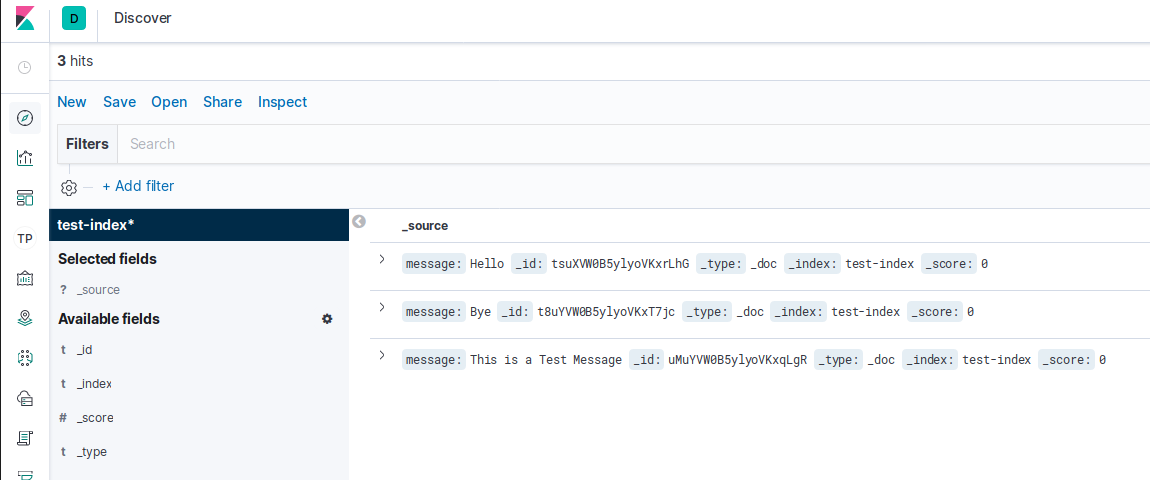 D Discover
3 hits
New Save Open Share Inspect
Filters Search
+ Add filter
TP
test-index*
Selected fields
? _source
Available fields
t _id
t _index
# _score
t _type
_source
message: Hello _id: tsuXVW0B5ylyoVKxrLhG _type: _doc _index: test-index _score: 0
message: Bye _id: t8uYVW0B5ylyoVKxT7jc _type: _doc _index: test-index _score: 0
message: This is a Test Message _id: uMuYVW0B5ylyoVKxqLgR _type: _doc _index: test-index _score: 0